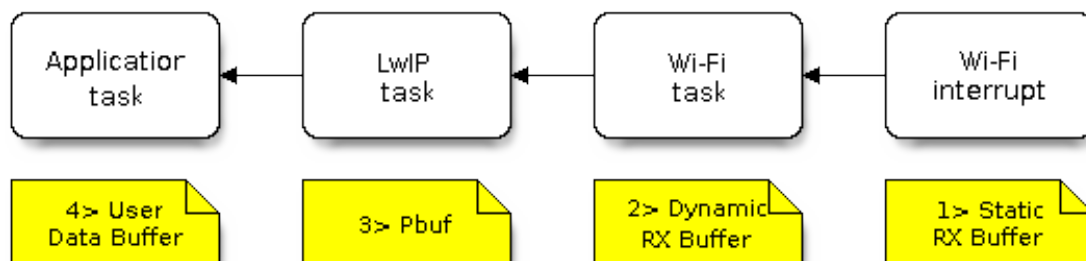 Application
task
LwIP
task
Wi-Fi
task
Wi-Fi
interrupt
4> User
Data Buffer
3> Pbuf
2> Dynamic
RX Buffer
1> Static
RX Buffer